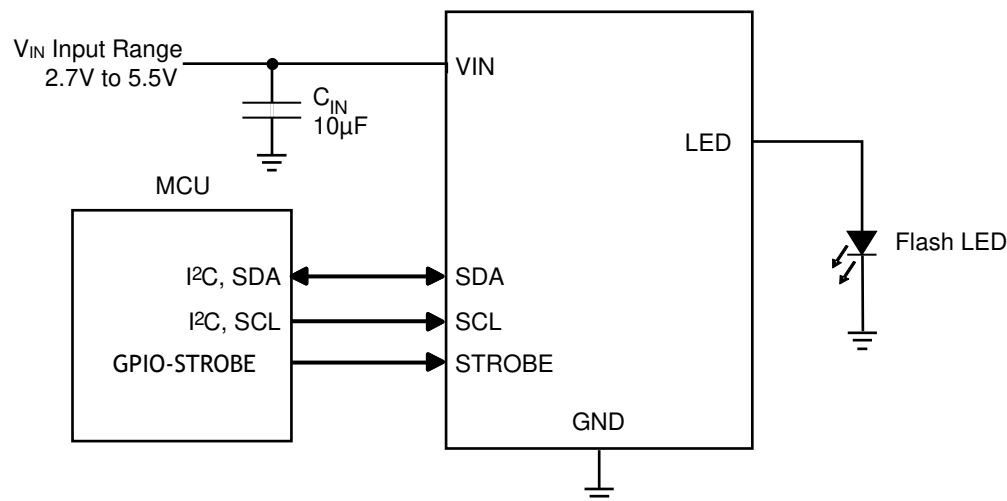 VIN Input Range
2.7V to 5.5V
VIN
CIN
10µF
LED
MCU
Flash LED
I²C, SDA
SDA
I²C, SCL
SCL
GPIO-STROBE
STROBE
GND